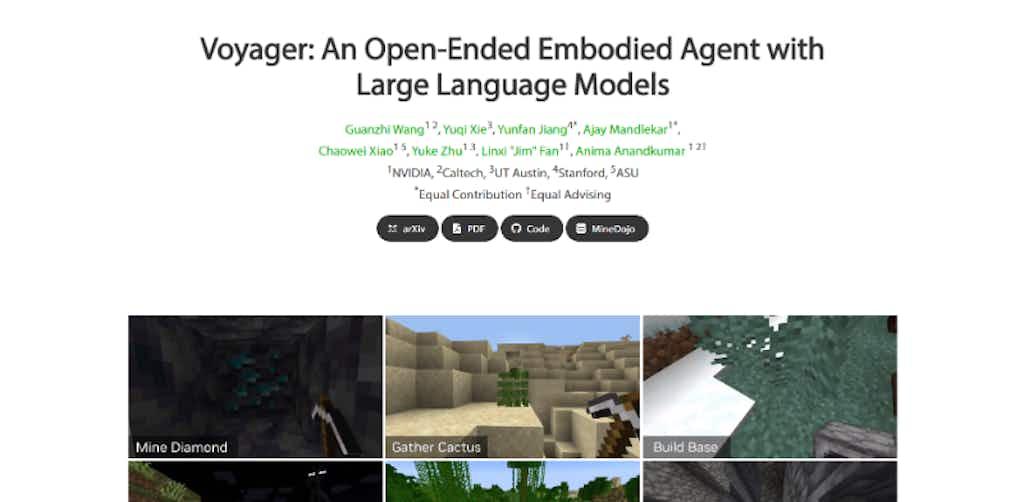 Voyager: An Open-Ended Embodied Agent with
Large Language Models
Guanzhi Wang1 2, Yuqi Xie3, Yunfan Jiang4*, Ajay Mandlekar1*,
Chaowei Xiao1 5, Yuke Zhu1 3, Linxi "Jim" Fan1†, Anima Anandkumar 1 2†
1NVIDIA, 2Caltech, 3UT Austin, 4Stanford, 5ASU
*Equal Contribution †Equal Advising
arXiv PDF Code MineDojo
Mine Diamond Gather Cactus Build Base